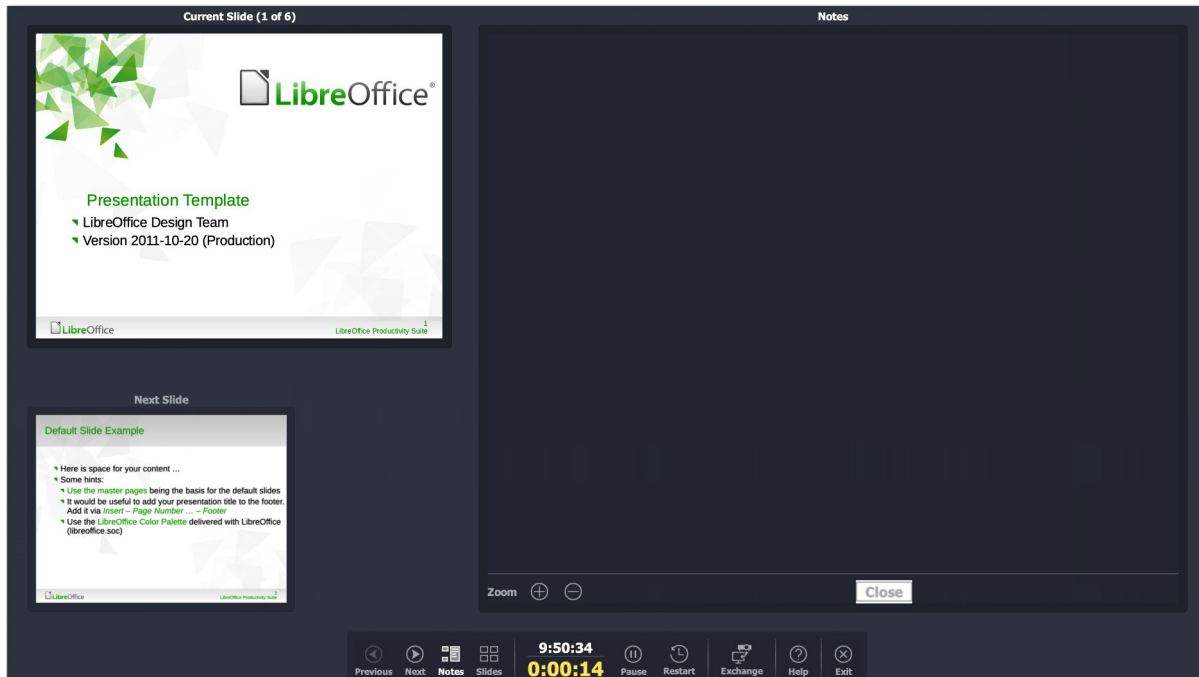 Current Slide (1 of 6)
LibreOffice®
Presentation Template
LibreOffice Design Team
Version 2011-10-20 (Production)
LibreOffice
1
LibreOffice Productivity Suite
Next Slide
Default Slide Example
Here is space for your content ...
Some hints:
Use the master pages being the basis for the default slides
It would be useful to add your presentation title to the footer.
Add it via Insert – Page Number ... – Footer
Use the LibreOffice Color Palette delivered with LibreOffice
(libreoffice.soc)
LibreOffice
2
LibreOffice Productivity Suite
Notes
Zoom
Close
Previous
Next
Notes
Slides
9:50:34
0:00:14
Pause
Restart
Exchange
Help
Exit